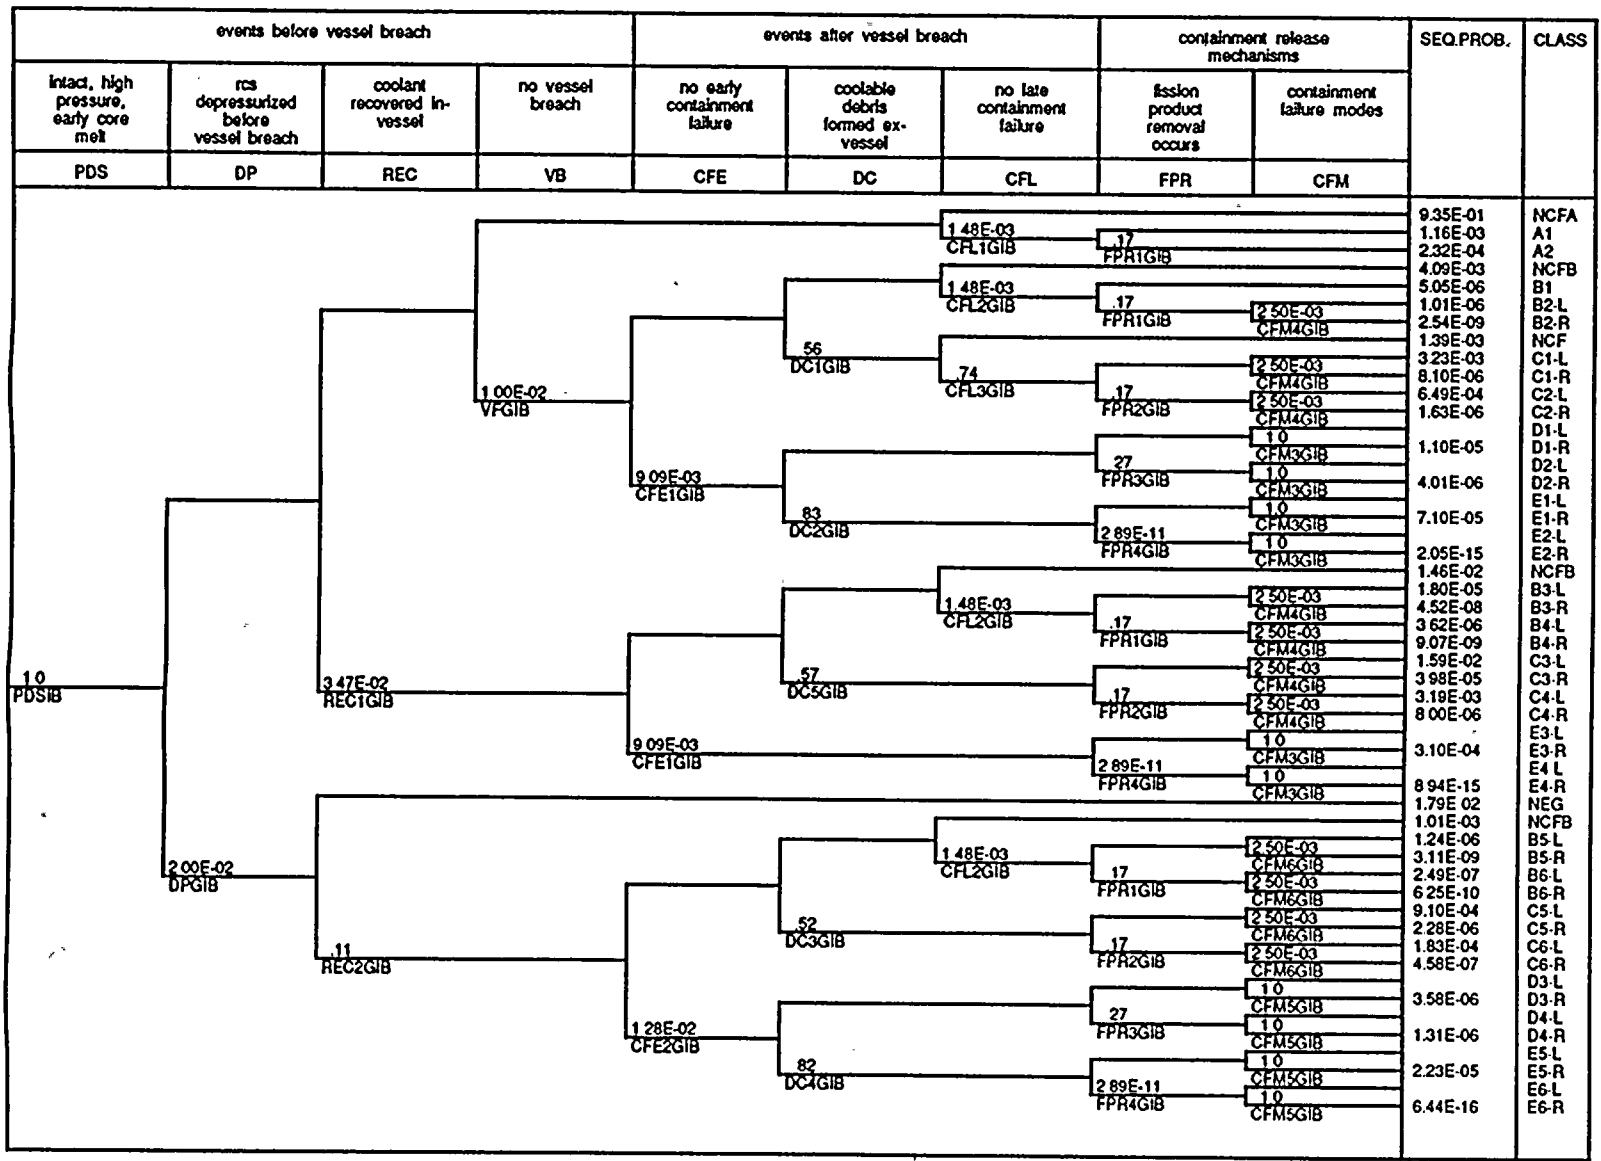 events before vessel breach
events after vessel breach
containment release
mechanisms
SEQ.PROB.
CLASS
intact, high
pressure,
early core
melt
rcs
depressurized
before
vessel breach
coolant
recovered in-
vessel
no vessel
breach
no early
containment
failure
coolable
debris
formed ex-
vessel
no late
containment
failure
fission
product
removal
occurs
containment
failure modes
PDS
DP
REC
VB
CFE
DC
CFL
FPR
CFM
9.35E-01 NCFA
1.48E-03
CFL1GIB
1.16E-03 A1
.17
FPR1GIB
2.32E-04 A2
4.09E-03 NCFB
1.48E-03
CFL2GIB
5.05E-06 B1
.17
FPR1GIB
1.01E-06 B2-L
2 50E-03
CFM4GIB
2.54E-09 B2-R
1.39E-03 NCF
56
DC1GIB
.74
CFL3GIB
3.23E-03 C1-L
2 50E-03
CFM4GIB
8.10E-06 C1-R
.17
FPR2GIB
6.49E-04 C2-L
2 50E-03
CFM4GIB
1.63E-06 C2-R
1 00E-02
VFGIB
D1-L
1 0
CFM3GIB
1.10E-05 D1-R
27
FPR3GIB
D2-L
1.0
CFM3GIB
4.01E-06 D2-R
9 09E-03
CFE1GIB
83
DC2GIB
E1-L
1.0
CFM3GIB
7.10E-05 E1-R
2 89E-11
FPR4GIB
E2-L
1 0
CFM3GIB
2.05E-15 E2-R
1.46E-02 NCFB
1.48E-03
CFL2GIB
1.80E-05 B3-L
2 50E-03
CFM4GIB
4.52E-08 B3-R
.17
FPR1GIB
3 62E-06 B4-L
2 50E-03
CFM4GIB
9.07E-09 B4-R
.57
DC5GIB
1.59E-02 C3-L
2 50E-03
CFM4GIB
3 98E-05 C3-R
.17
FPR2GIB
3.19E-03 C4-L
2 50E-03
CFM4GIB
8 00E-06 C4-R
1 0
PDSIB
3 47E-02
REC1GIB
9 09E-03
CFE1GIB
E3-L
1 0
CFM3GIB
3.10E-04 E3-R
2 89E-11
FPR4GIB
E4 L
1 0
CFM3GIB
8 94E-15 E4-R
1.79E 02 NEG
1.01E-03 NCFB
2 00E-02
DPGIB
1 48E-03
CFL2GIB
1.24E-06 B5-L
2 50E-03
CFM6GIB
3.11E-09 B5-R
17
FPR1GIB
2.49E-07 B6-L
2 50E-03
CFM6GIB
6 25E-10 B6-R
.52
DC3GIB
9.10E-04 C5-L
2 50E-03
CFM6GIB
2.28E-06 C5-R
.17
FPR2GIB
1.83E-04 C6-L
2 50E-03
CFM6GIB
4.58E-07 C6-R
.11
REC2GIB
1 28E-02
CFE2GIB
D3-L
1 0
CFM5GIB
3.58E-06 D3-R
27
FPR3GIB
D4-L
1 0
CFM5GIB
1.31E-06 D4-R
82
DC4GIB
E5-L
1 0
CFM5GIB
2.23E-05 E5-R
2 89E-11
FPR4GIB
E6-L
1 0
CFM5GIB
6.44E-16 E6-R